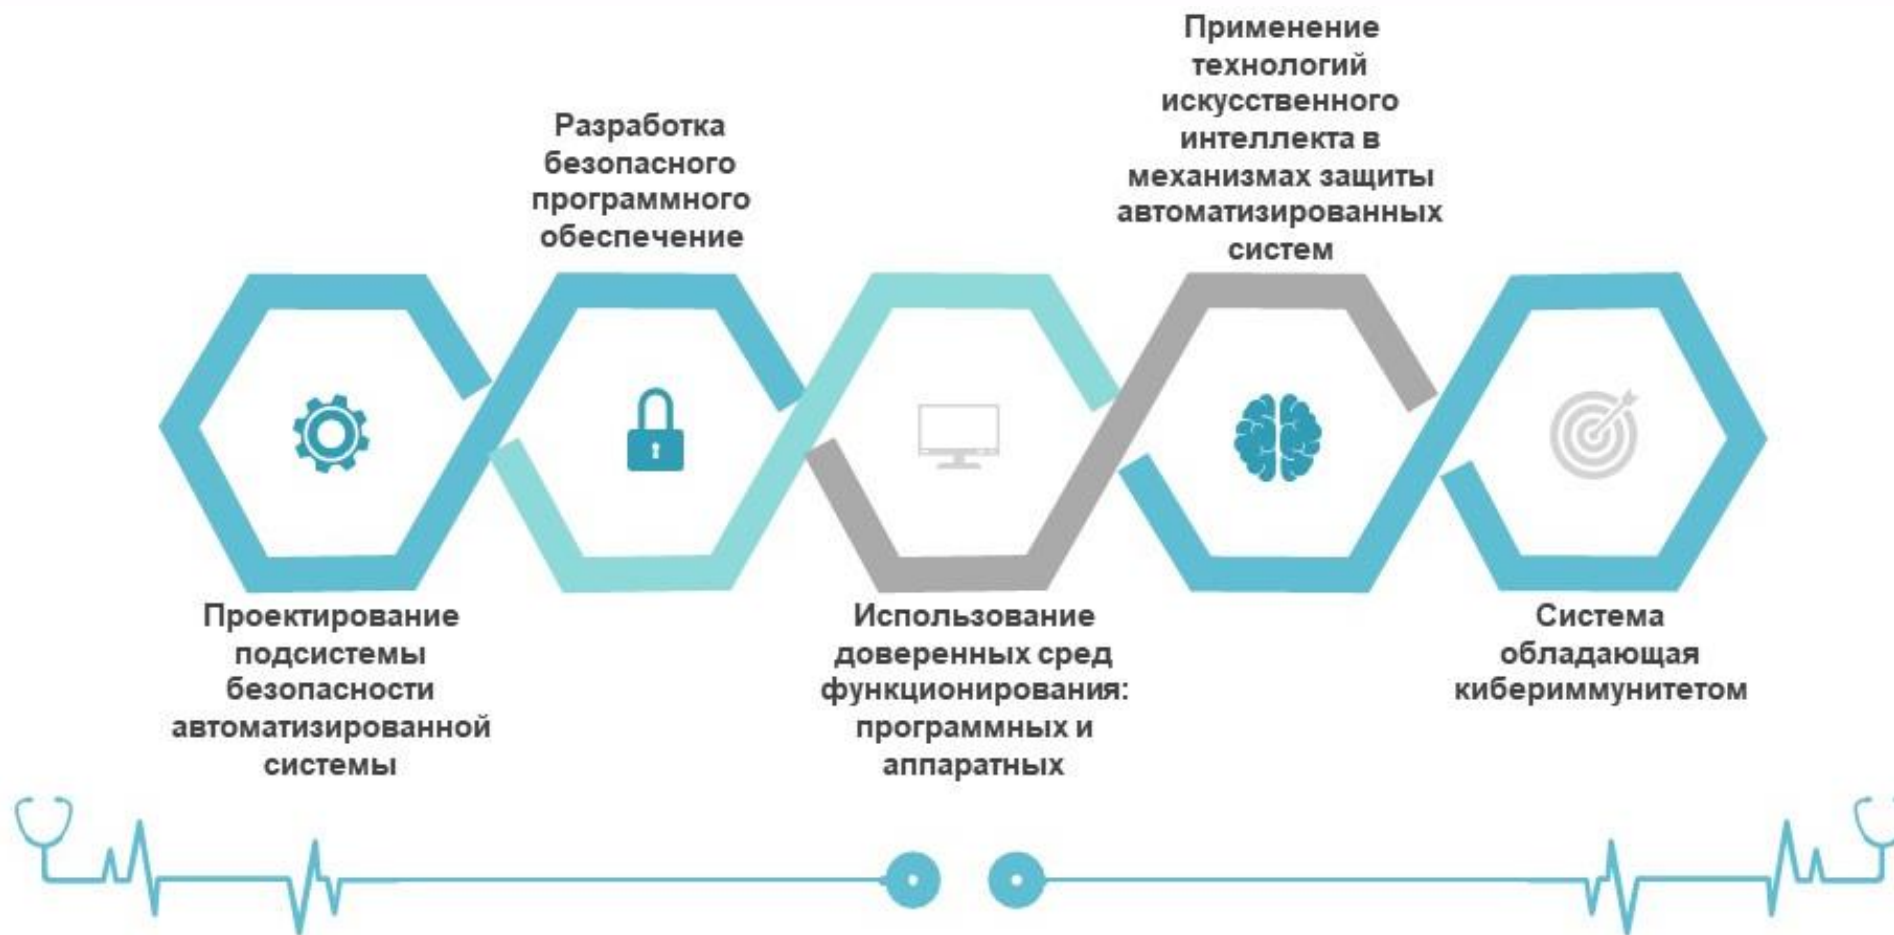 Проектирование
подсистемы
безопасности
автоматизированной
системы
Разработка
безопасного
программного
обеспечение
Использование
доверенных сред
функционирования:
программных и
аппаратных
Применение
технологий
искусственного
интеллекта в
механизмах защиты
автоматизированных
систем
Система
обладающая
кибериммунитетом